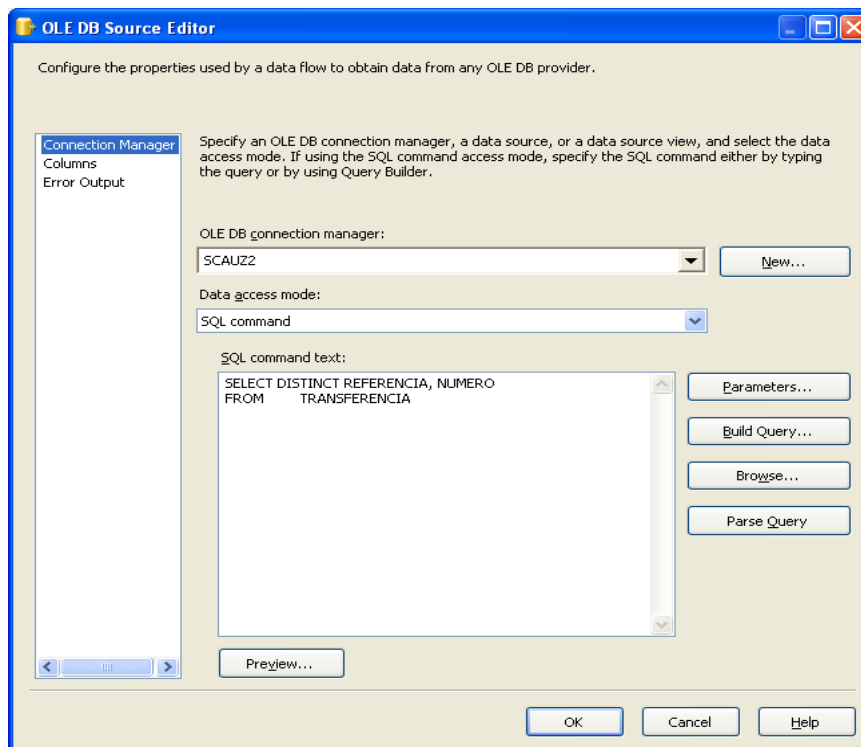 OLE DB Source Editor
Configure the properties used by a data flow to obtain data from any OLE DB provider.
Connection Manager
Columns
Error Output
Specify an OLE DB connection manager, a data source, or a data source view, and select the data
access mode. If using the SQL command access mode, specify the SQL command either by typing
the query or by using Query Builder.
OLE DB connection manager:
SCAUZ2
New...
Data access mode:
SQL command
SQL command text:
SELECT DISTINCT REFERENCIA, NUMERO
FROM TRANSFERENCIA
Parameters...
Build Query...
Browse...
Parse Query
Preview...
OK
Cancel
Help